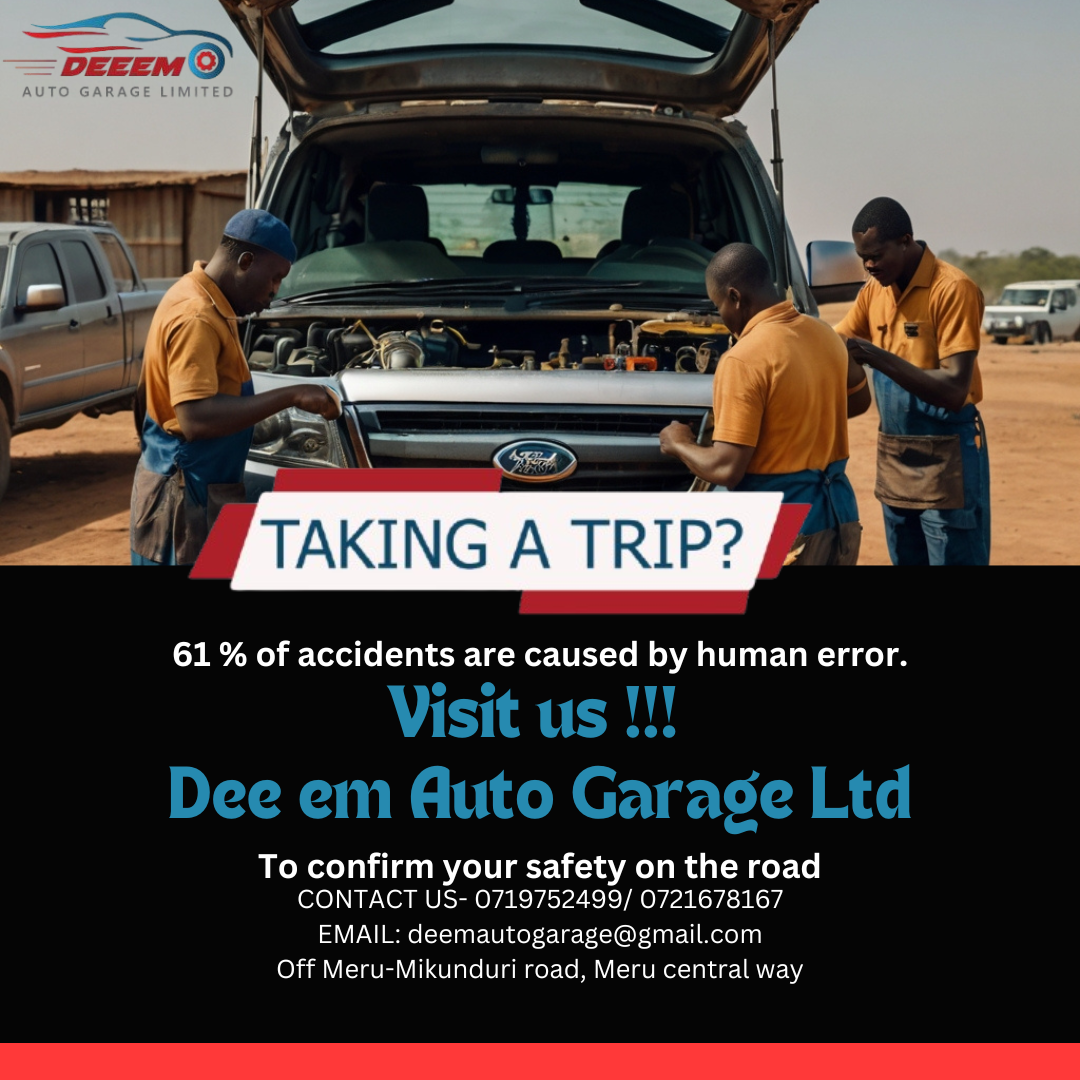 DEEEM
AUTO GARAGE LIMITED
TAKING A TRIP?
61 % of accidents are caused by human error.
Visit us !!!
Dee em Auto Garage Ltd
To confirm your safety on the road
CONTACT US- 0719752499/ 0721678167
EMAIL: deemautogarage@gmail.com
Off Meru-Mikunduri road, Meru central way